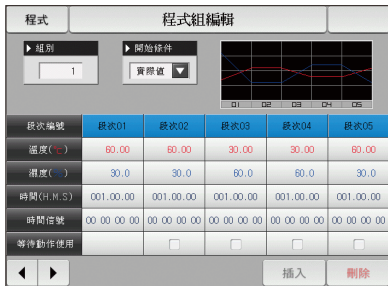 程式 程式組編輯
▶ 組別 ▶ 開始條件
1 實際值 ▼
01 02 03 04 05
段次編號 段次01 段次02 段次03 段次04 段次05
溫度(℃) 60.00 60.00 30.00 30.00 60.00
濕度( ) 30.0 30.0 60.0 60.0 30.0
時間(H.M.S) 001.00.00 001.00.00 001.00.00 001.00.00 001.00.00
時間信號 00 00 00 00 00 00 00 00 00 00 00 00 00 00 00 00 00 00 00 00
等待動作使用
◀ ▶ 插入 刪除